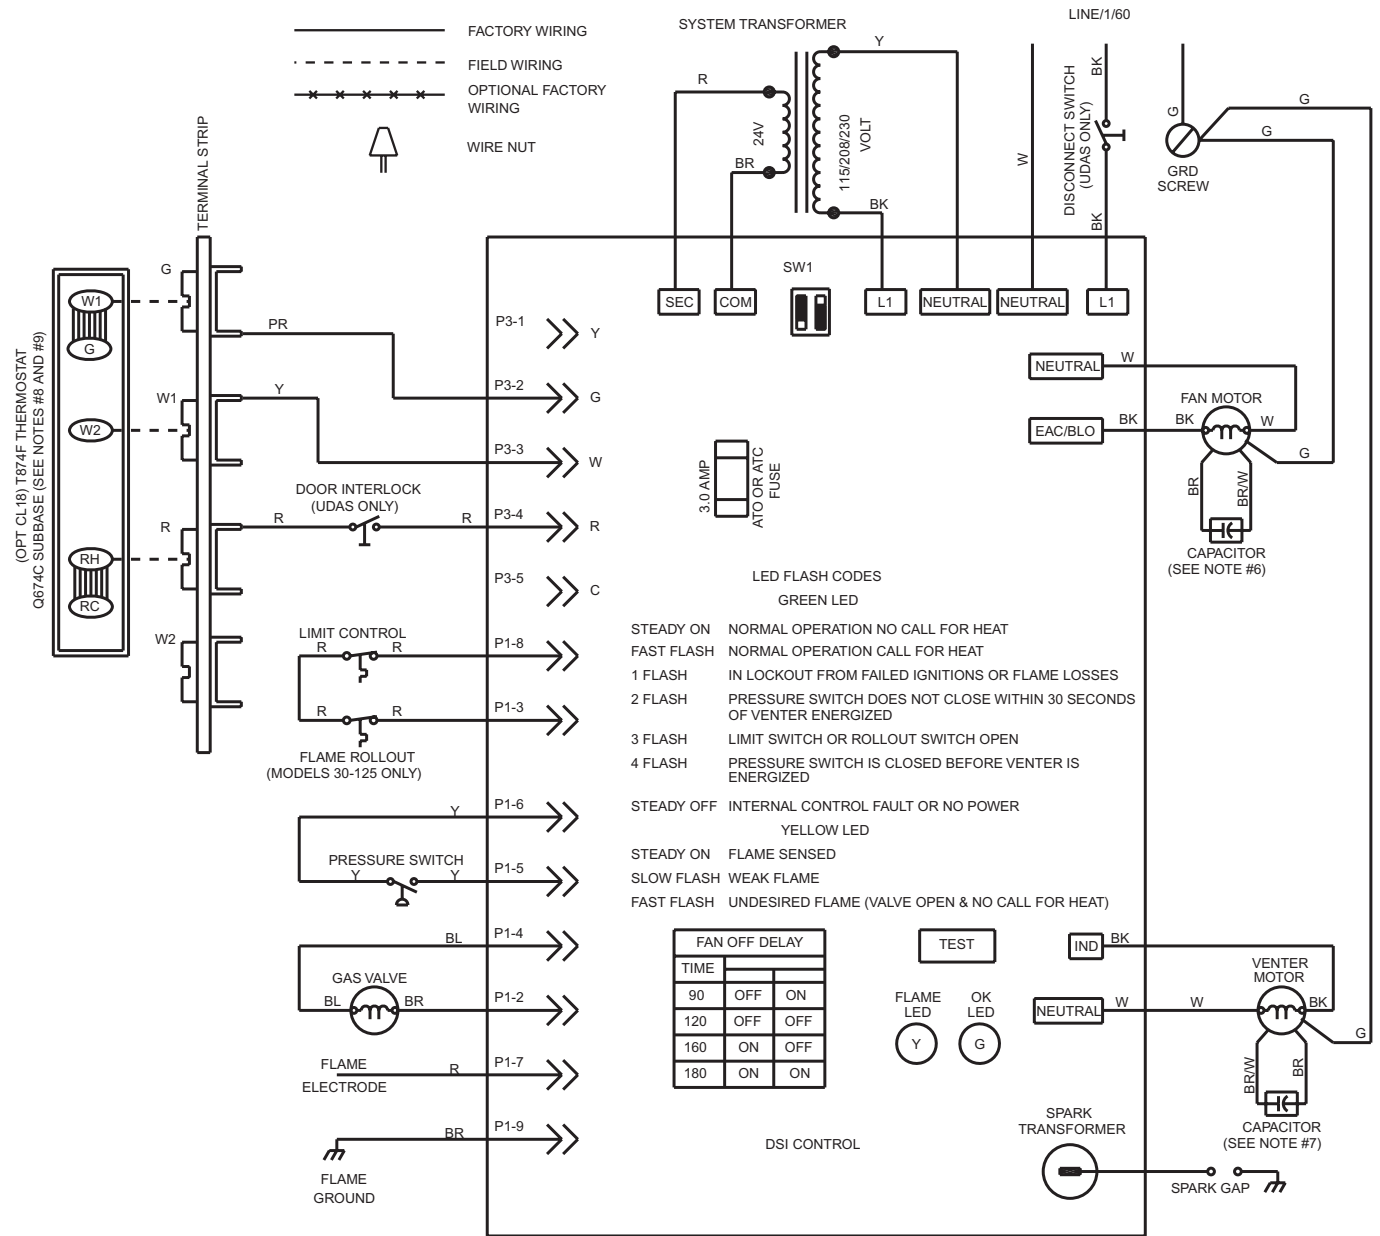 LINE/1/60
SYSTEM TRANSFORMER
FACTORY WIRING
FIELD WIRING
OPTIONAL FACTORY
WIRING
WIRE NUT
Y
R
24V
BR
115/208/230
VOLT
BK
W
BK
DISCONNECT SWITCH
(UDAS ONLY)
BK
G
GRD
SCREW
G
G
TERMINAL STRIP
(OPT CL18) T874F THERMOSTAT
Q674C SUBBASE (SEE NOTES #8 AND #9)
W1
G
W2
RH
RC
G
W1
R
W2
PR
Y
DOOR INTERLOCK
(UDAS ONLY)
R
R
SEC
COM
SW1
L1
NEUTRAL
NEUTRAL
L1
P3-1
Y
P3-2
G
P3-3
W
P3-4
R
P3-5
C
NEUTRAL
W
EAC/BLO
BK
BK
FAN MOTOR
W
G
BR
BR/W
CAPACITOR
(SEE NOTE #6)
3.0 AMP
ATO OR ATC
FUSE
LIMIT CONTROL
R
R
P1-8
R
R
P1-3
FLAME ROLLOUT
(MODELS 30-125 ONLY)
LED FLASH CODES
GREEN LED
STEADY ON NORMAL OPERATION NO CALL FOR HEAT
FAST FLASH NORMAL OPERATION CALL FOR HEAT
1 FLASH IN LOCKOUT FROM FAILED IGNITIONS OR FLAME LOSSES
2 FLASH PRESSURE SWITCH DOES NOT CLOSE WITHIN 30 SECONDS
OF VENTER ENERGIZED
3 FLASH LIMIT SWITCH OR ROLLOUT SWITCH OPEN
4 FLASH PRESSURE SWITCH IS CLOSED BEFORE VENTER IS
ENERGIZED
STEADY OFF INTERNAL CONTROL FAULT OR NO POWER
YELLOW LED
STEADY ON FLAME SENSED
SLOW FLASH WEAK FLAME
FAST FLASH UNDESIRED FLAME (VALVE OPEN & NO CALL FOR HEAT)
Y
P1-6
PRESSURE SWITCH
Y
Y
P1-5
BL
P1-4
GAS VALVE
BL
BR
P1-2
FLAME
ELECTRODE
R
P1-7
BR
P1-9
FLAME
GROUND
FAN OFF DELAY
TIME
90 OFF ON
120 OFF OFF
160 ON OFF
180 ON ON
TEST
FLAME
LED
OK
LED
Y
G
IND
BK
VENTER
MOTOR
NEUTRAL
W
W
BK
G
BR/W
BR
CAPACITOR
(SEE NOTE #7)
SPARK
TRANSFORMER
DSI CONTROL
SPARK GAP